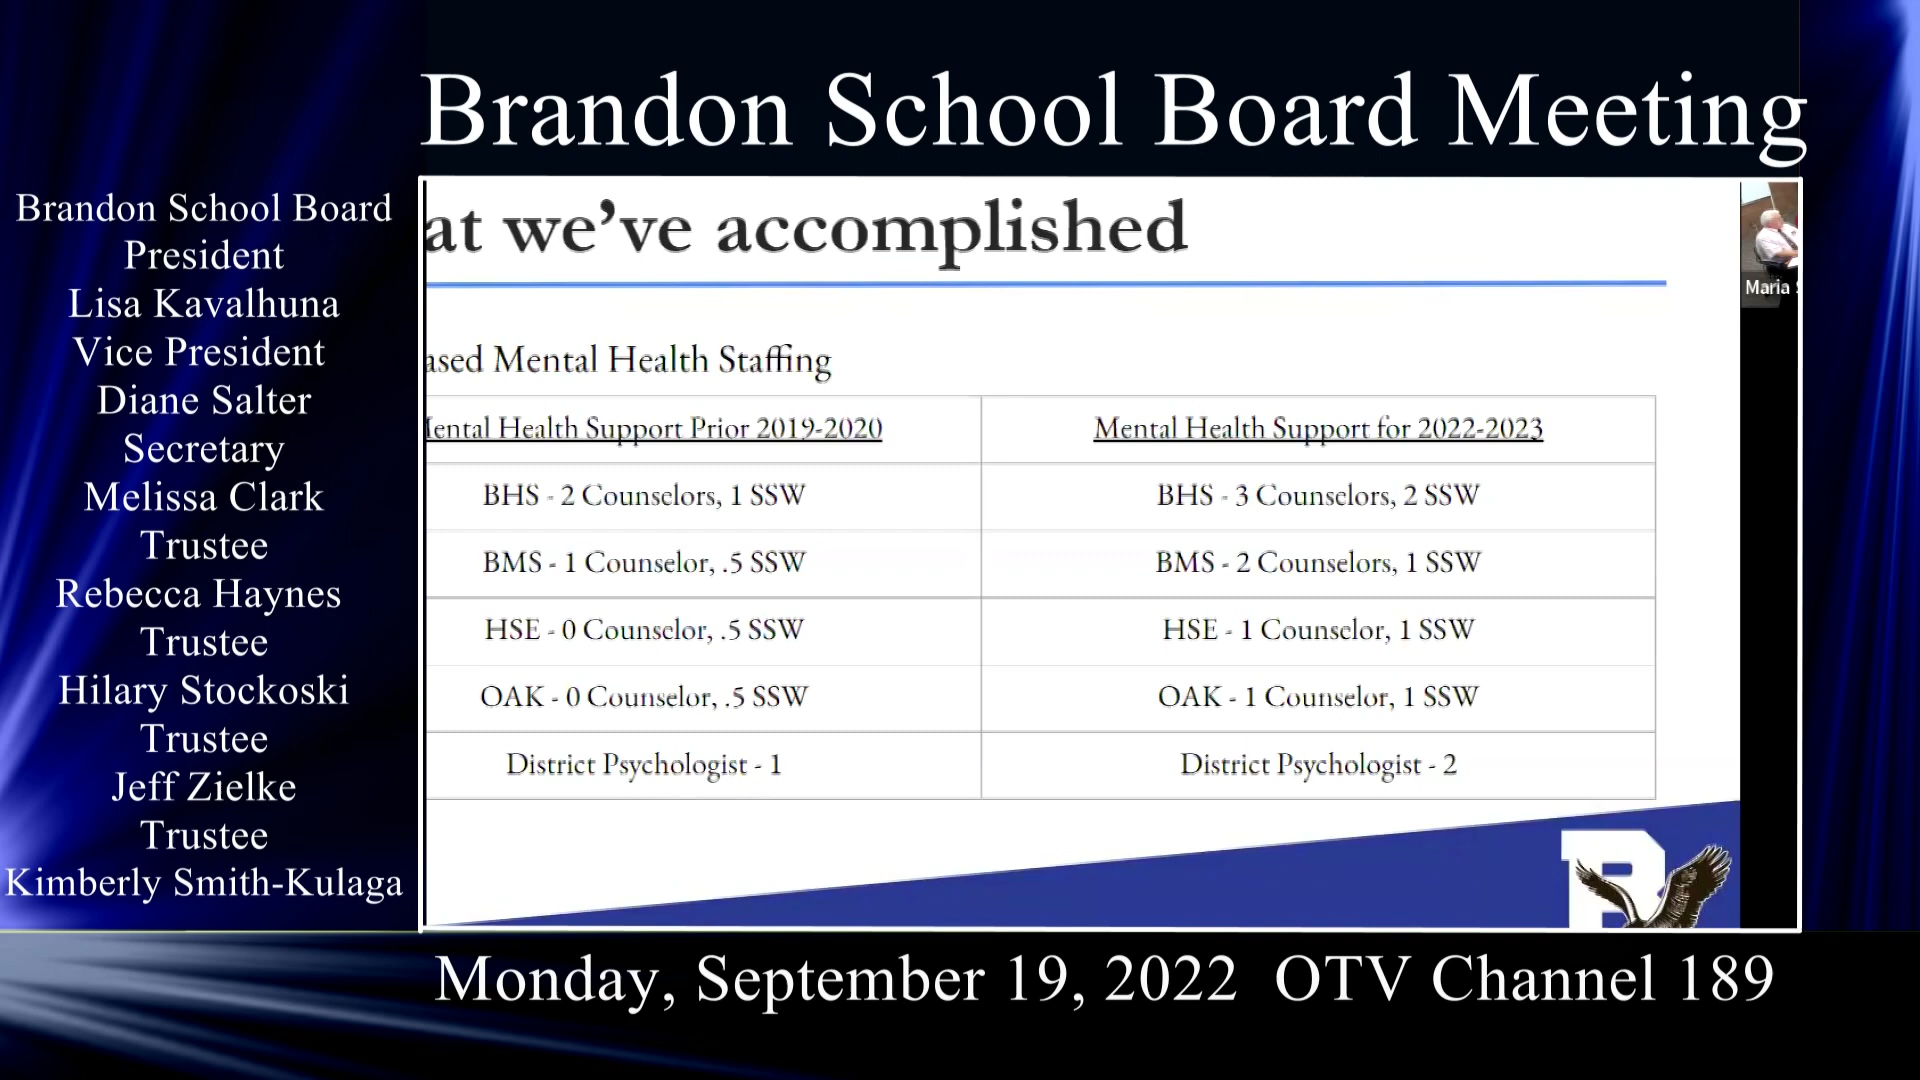 Brandon School Board Meeting
Brandon School Board
President
Lisa Kavalhuna
Vice President
Diane Salter
Secretary
Melissa Clark
Trustee
Rebecca Haynes
Trustee
Hilary Stockoski
Trustee
Jeff Zielke
Trustee
Kimberly Smith-Kulaga
at we've accomplished
ased Mental Health Staffing
Mental Health Support Prior 2019-2020
Mental Health Support for 2022-2023
BHS - 2 Counselors, 1 SSW
BHS - 3 Counselors, 2 SSW
BMS - 1 Counselor, .5 SSW
BMS - 2 Counselors, 1 SSW
HSE - 0 Counselor, .5 SSW
HSE - 1 Counselor, 1 SSW
OAK - 0 Counselor, .5 SSW
OAK - 1 Counselor, 1 SSW
District Psychologist - 1
District Psychologist - 2
Maria
B
Monday, September 19, 2022 OTV Channel 189